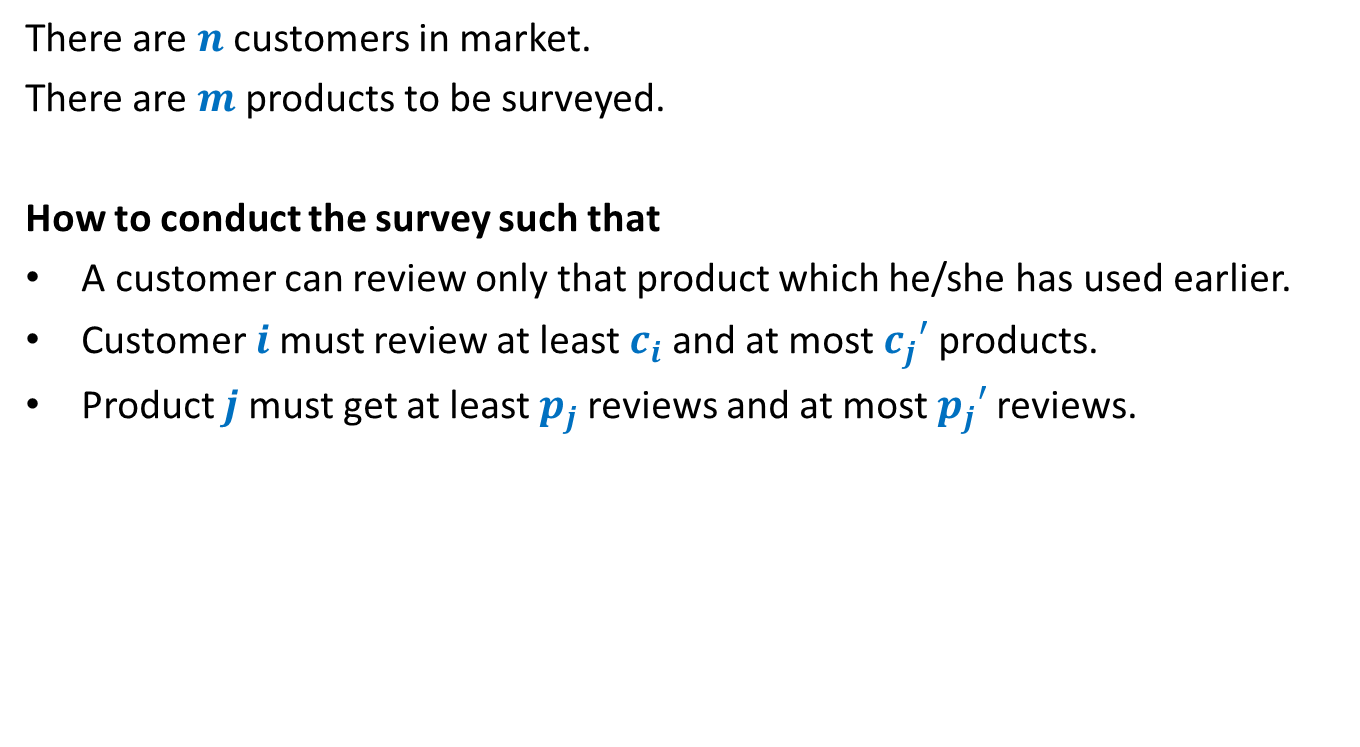 There are n customers in market.
There are m products to be surveyed.
How to conduct the survey such that
• A customer can review only that product which he/she has used earlier.
• Customer i must review at least cᵢ and at most cⱼ′ products.
• Product j must get at least pⱼ reviews and at most pⱼ′ reviews.